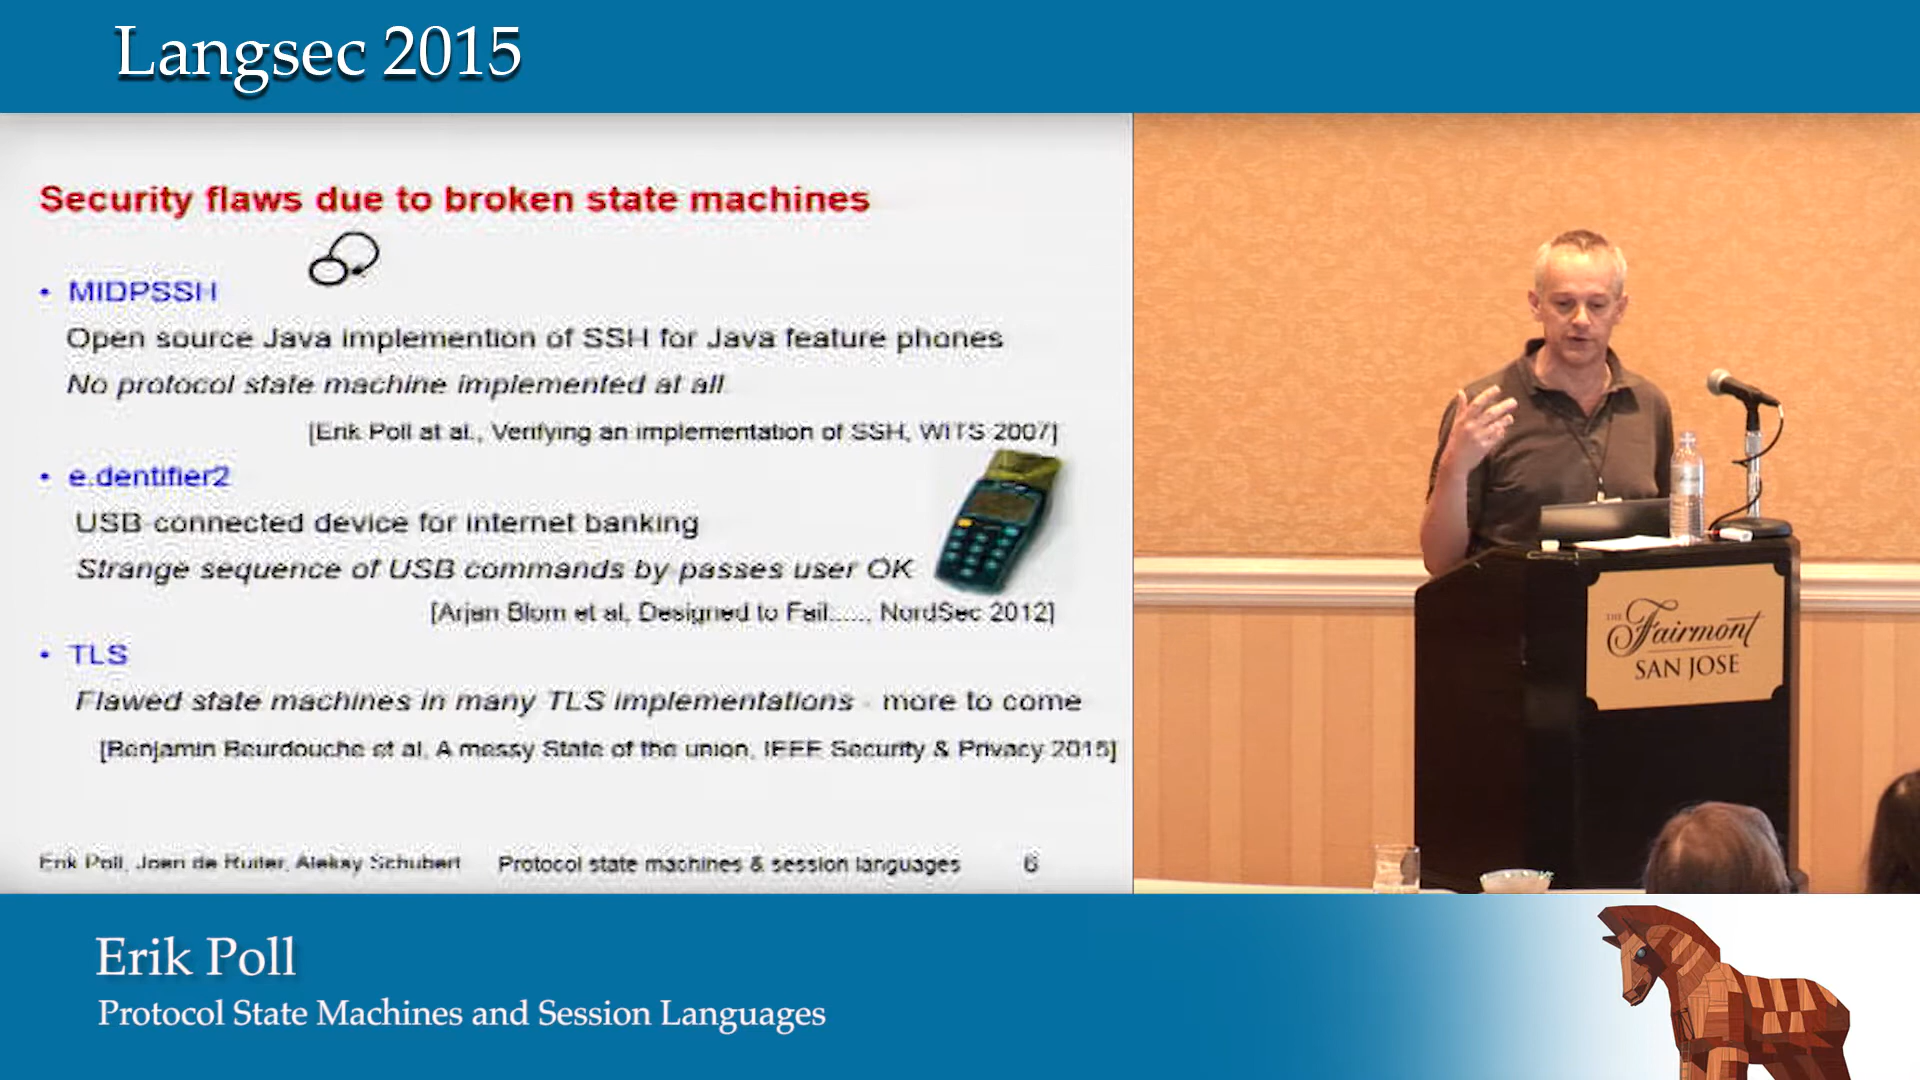 Langsec 2015
Security flaws due to broken state machines
• MIDPSSH
Open source Java implemention of SSH for Java feature phones
No protocol state machine implemented at all
[Erik Poll at al., Verifying an implementation of SSH, WITS 2007]
• e.dentifier2
USB-connected device for internet banking
Strange sequence of USB commands by passes user OK
[Arjan Blom et al, Designed to Fail....., NordSec 2012]
• TLS
Flawed state machines in many TLS implementations - more to come
[Benjamin Beurdouche et al, A messy State of the union, IEEE Security & Privacy 2015]
Erik Poll, Joeri de Ruiter, Aleksy Schubert
Protocol state machines & session languages
6
THE Fairmont
SAN JOSE
Erik Poll
Protocol State Machines and Session Languages